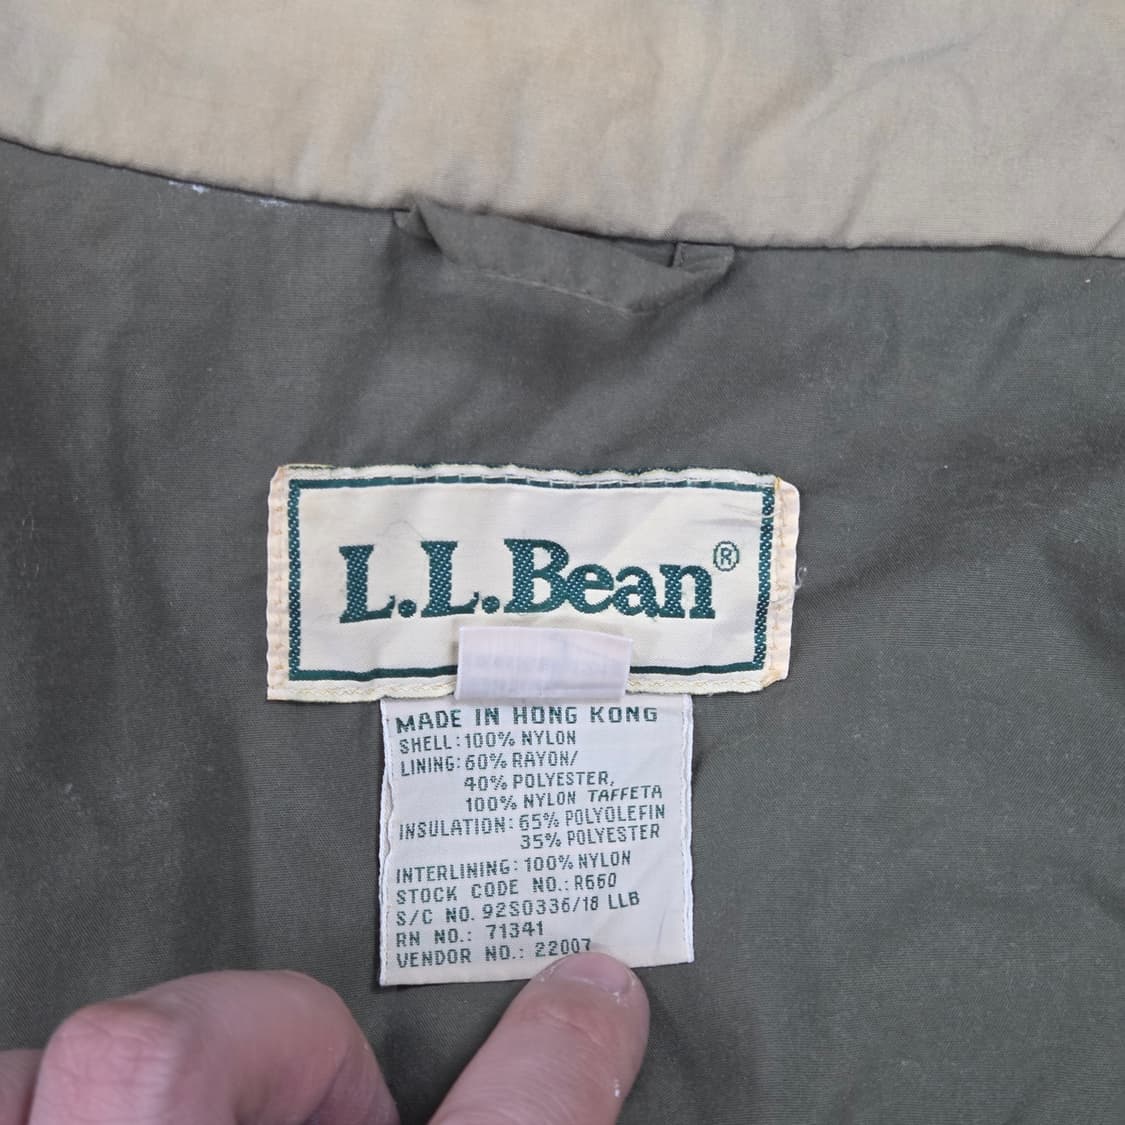 L.L.Bean®
MADE IN HONG KONG
SHELL: 100% NYLON
LINING: 60% RAYON/
40% POLYESTER,
100% NYLON TAFFETA
INSULATION: 65% POLYOLEFIN
35% POLYESTER
INTERLINING: 100% NYLON
STOCK CODE NO.: R660
S/C NO. 92S0336/18 LLB
RN NO.: 71341
VENDOR NO.: 22007